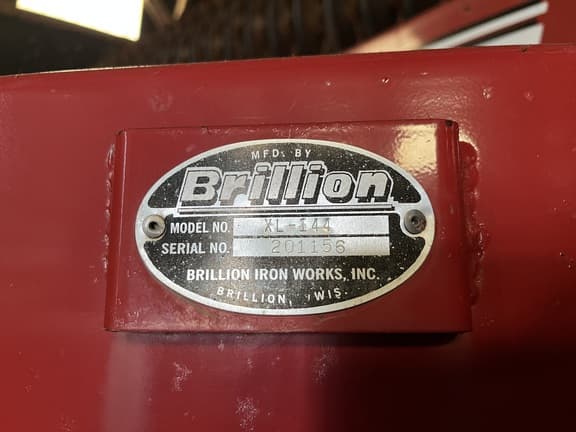 MFD. BY
Brillion
MODEL NO. XL-144
SERIAL NO. 201156
BRILLION IRON WORKS, INC.
BRILLION, WIS.